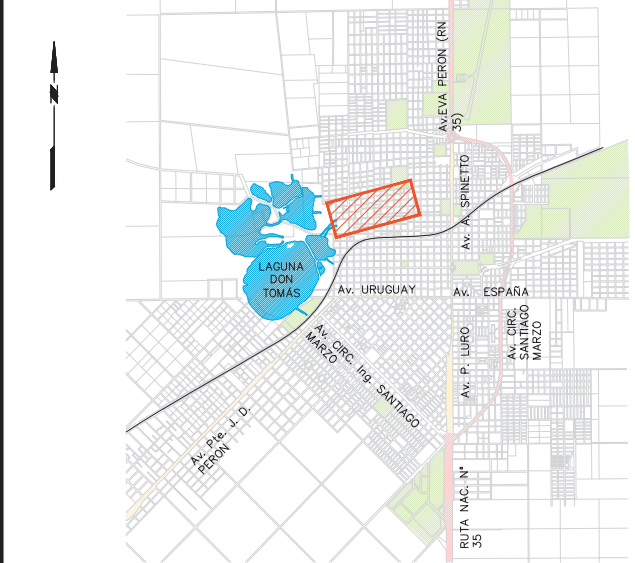 N
Av.EVA PERON (RN
35)
Av. A. SPINETTO
LAGUNA
DON
TOMÁS
Av. URUGUAY
Av. ESPAÑA
Av. CIRC. Ing. SANTIAGO
MARZO
Av. P. LURO
Av. CIRC.
SANTIAGO
MARZO
Av. Pte. J. D.
PERON
RUTA NAC. Nª
35